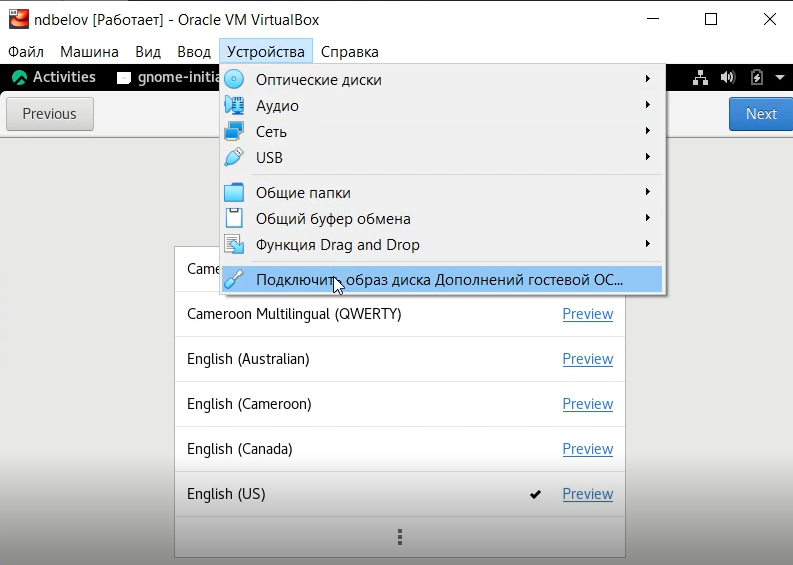 ndbelov [Работает] - Oracle VM VirtualBox
Файл Машина Вид Ввод Устройства Справка
Activities gnome-initia
Previous
Next
Оптические диски
Аудио
Сеть
USB
Общие папки
Общий буфер обмена
Функция Drag and Drop
Подключить образ диска Дополнений гостевой ОС...
Came
Cameroon Multilingual (QWERTY) Preview
English (Australian) Preview
English (Cameroon) Preview
English (Canada) Preview
English (US) Preview